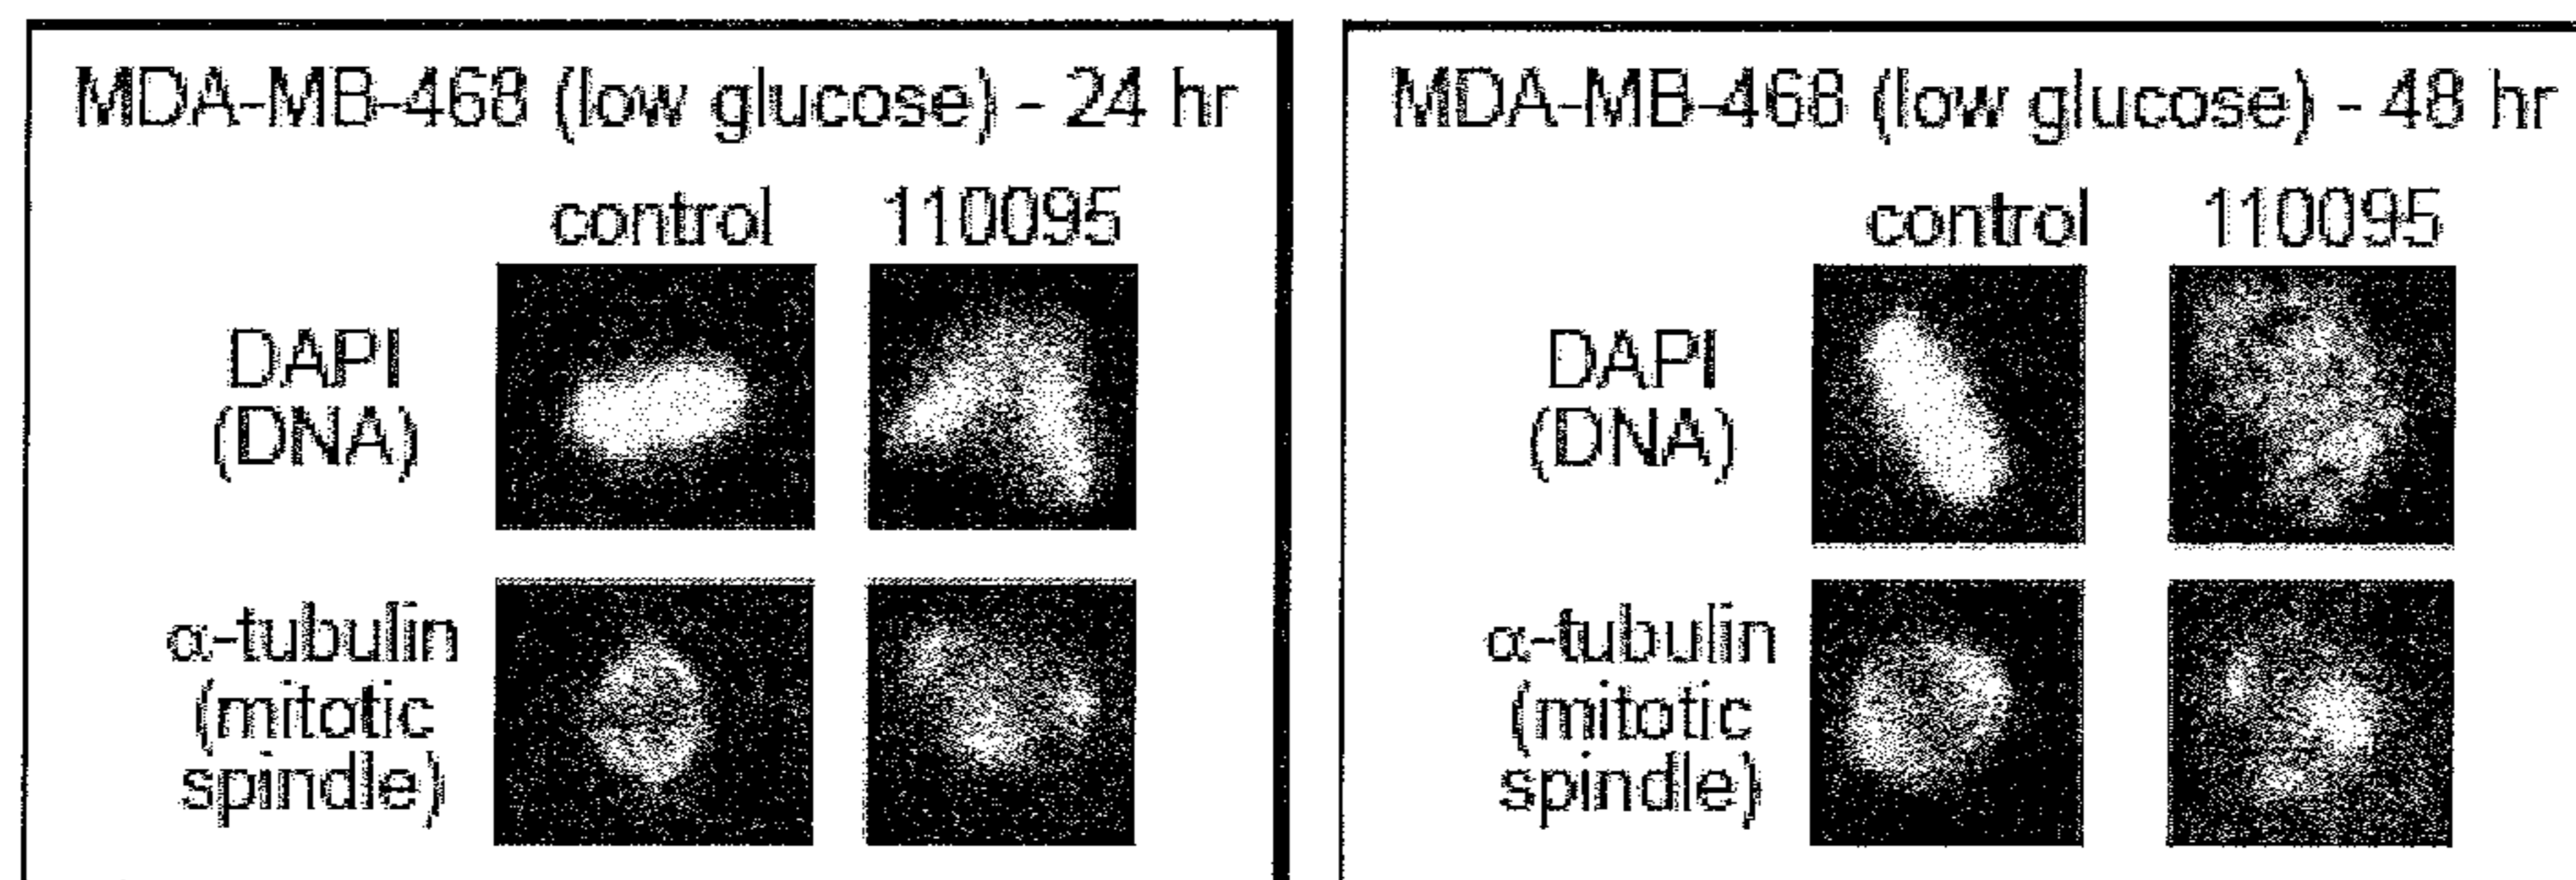 MDA-MB-468 (low glucose) - 24 hr
control 110095
DAPI
(DNA)
α-tubulin
(mitotic
spindle)
MDA-MB-468 (low glucose) - 48 hr
control 110095
DAPI
(DNA)
α-tubulin
(mitotic
spindle)